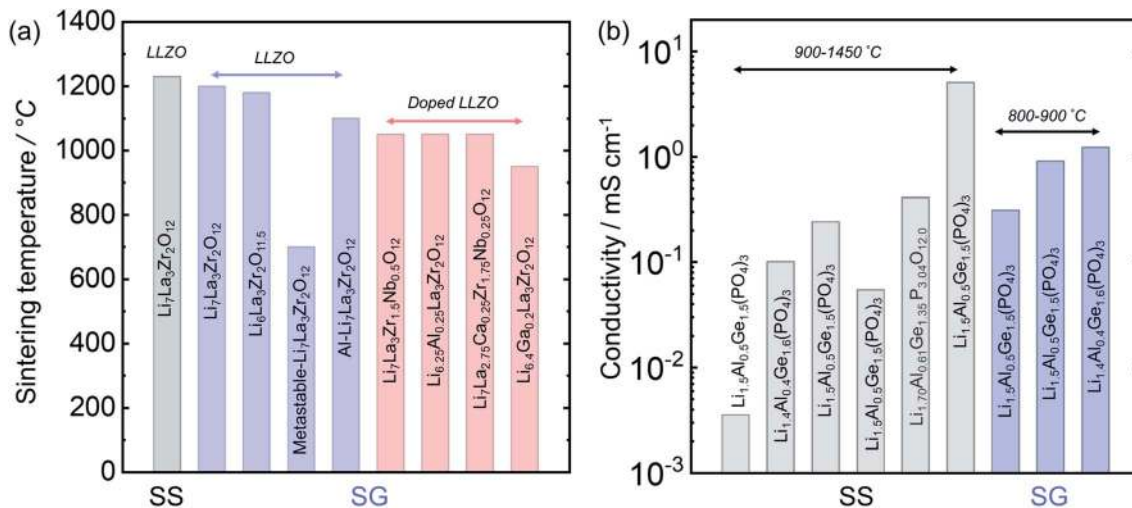 (a)
1400
1200
1000
800
600
400
200
0
Sintering temperature / °C
LLZO
LLZO
Doped LLZO
Li7La3Zr2O12
Li7La3Zr2O12
Li6La3Zr2O11.5
Metastable-Li7La3Zr2O12
Al-Li7La3Zr2O12
Li7La3Zr1.5Nb0.5O12
Li6.25Al0.25La3Zr2O12
Li7La2.75Ca0.25Zr1.75Nb0.25O12
Li6.4Ga0.2La3Zr2O12
SS
SG
(b)
10^1
10^0
10^-1
10^-2
10^-3
Conductivity / mS cm^-1
900-1450 °C
800-900 °C
Li1.5Al0.5Ge1.5(PO4)3
Li1.4Al0.4Ge1.6(PO4)3
Li1.5Al0.5Ge1.5(PO4)3
Li1.5Al0.5Ge1.5(PO4)3
Li1.70Al0.61Ge1.35P3.04O12.0
Li1.5Al0.5Ge1.5(PO4)3
Li1.5Al0.5Ge1.5(PO4)3
Li1.5Al0.5Ge1.5(PO4)3
Li1.4Al0.4Ge1.6(PO4)3
SS
SG